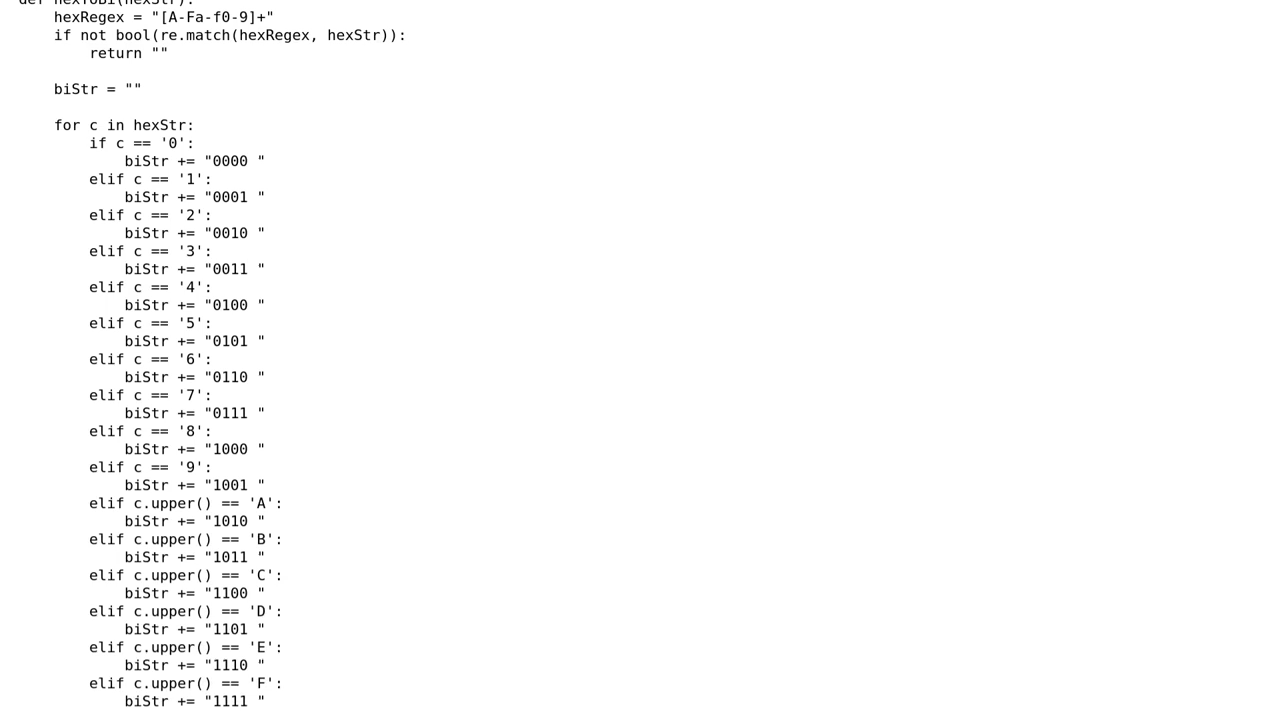 def hexToBi(hexStr):
    hexRegex = "[A-Fa-f0-9]+"
    if not bool(re.match(hexRegex, hexStr)):
        return ""

    biStr = ""

    for c in hexStr:
        if c == '0':
            biStr += "0000 "
        elif c == '1':
            biStr += "0001 "
        elif c == '2':
            biStr += "0010 "
        elif c == '3':
            biStr += "0011 "
        elif c == '4':
            biStr += "0100 "
        elif c == '5':
            biStr += "0101 "
        elif c == '6':
            biStr += "0110 "
        elif c == '7':
            biStr += "0111 "
        elif c == '8':
            biStr += "1000 "
        elif c == '9':
            biStr += "1001 "
        elif c.upper() == 'A':
            biStr += "1010 "
        elif c.upper() == 'B':
            biStr += "1011 "
        elif c.upper() == 'C':
            biStr += "1100 "
        elif c.upper() == 'D':
            biStr += "1101 "
        elif c.upper() == 'E':
            biStr += "1110 "
        elif c.upper() == 'F':
            biStr += "1111 "